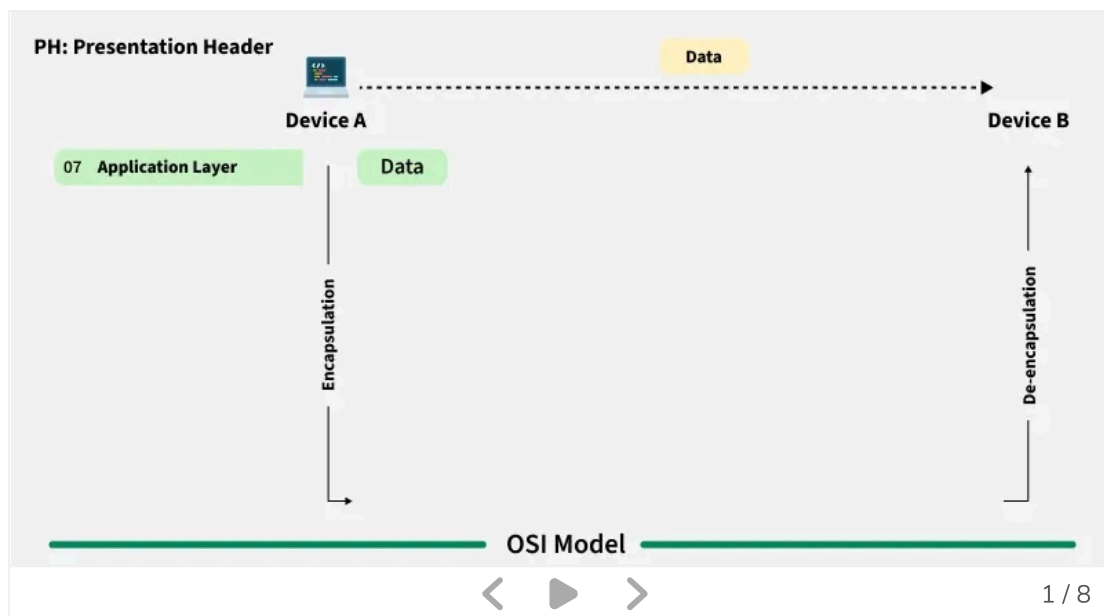 PH: Presentation Header
Data
Device A
Device B
07 Application Layer
Data
Encapsulation
De-encapsulation
OSI Model
1 / 8